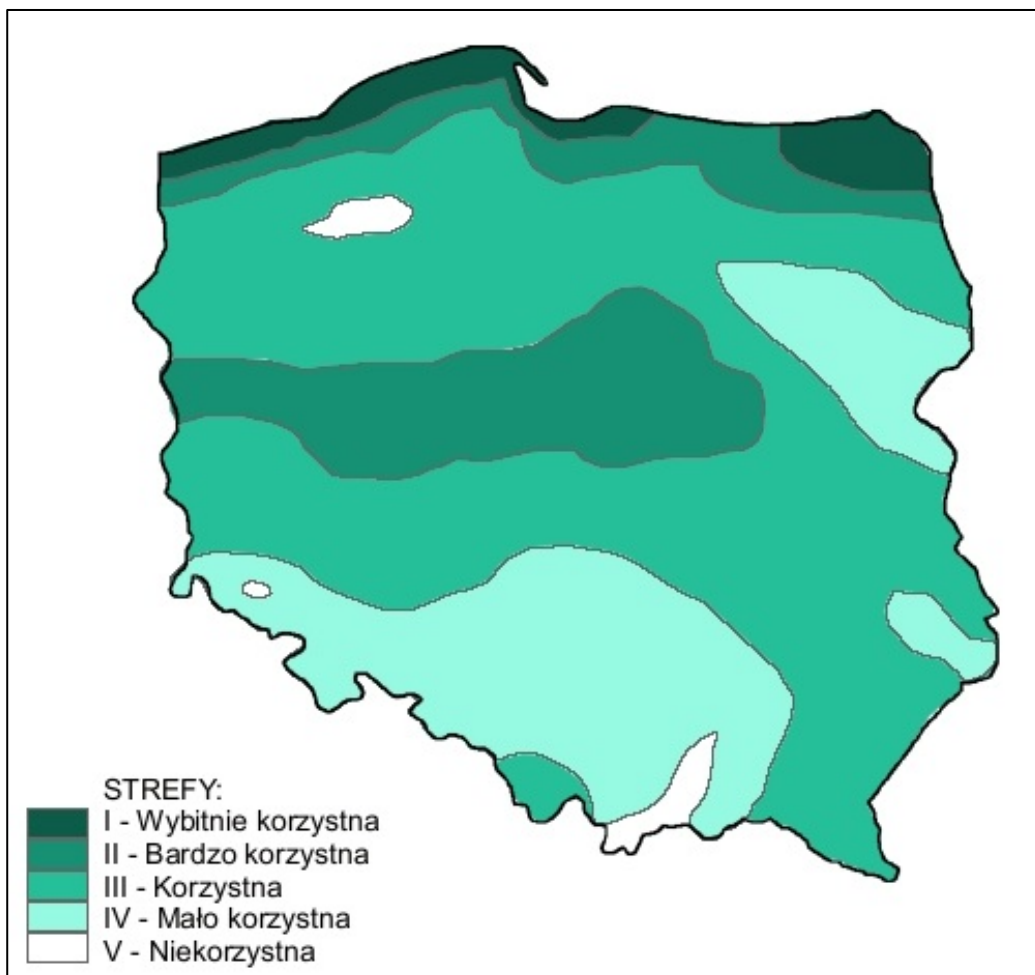 STREFY:
I - Wybitnie korzystna
II - Bardzo korzystna
III - Korzystna
IV - Mało korzystna
V - Niekorzystna